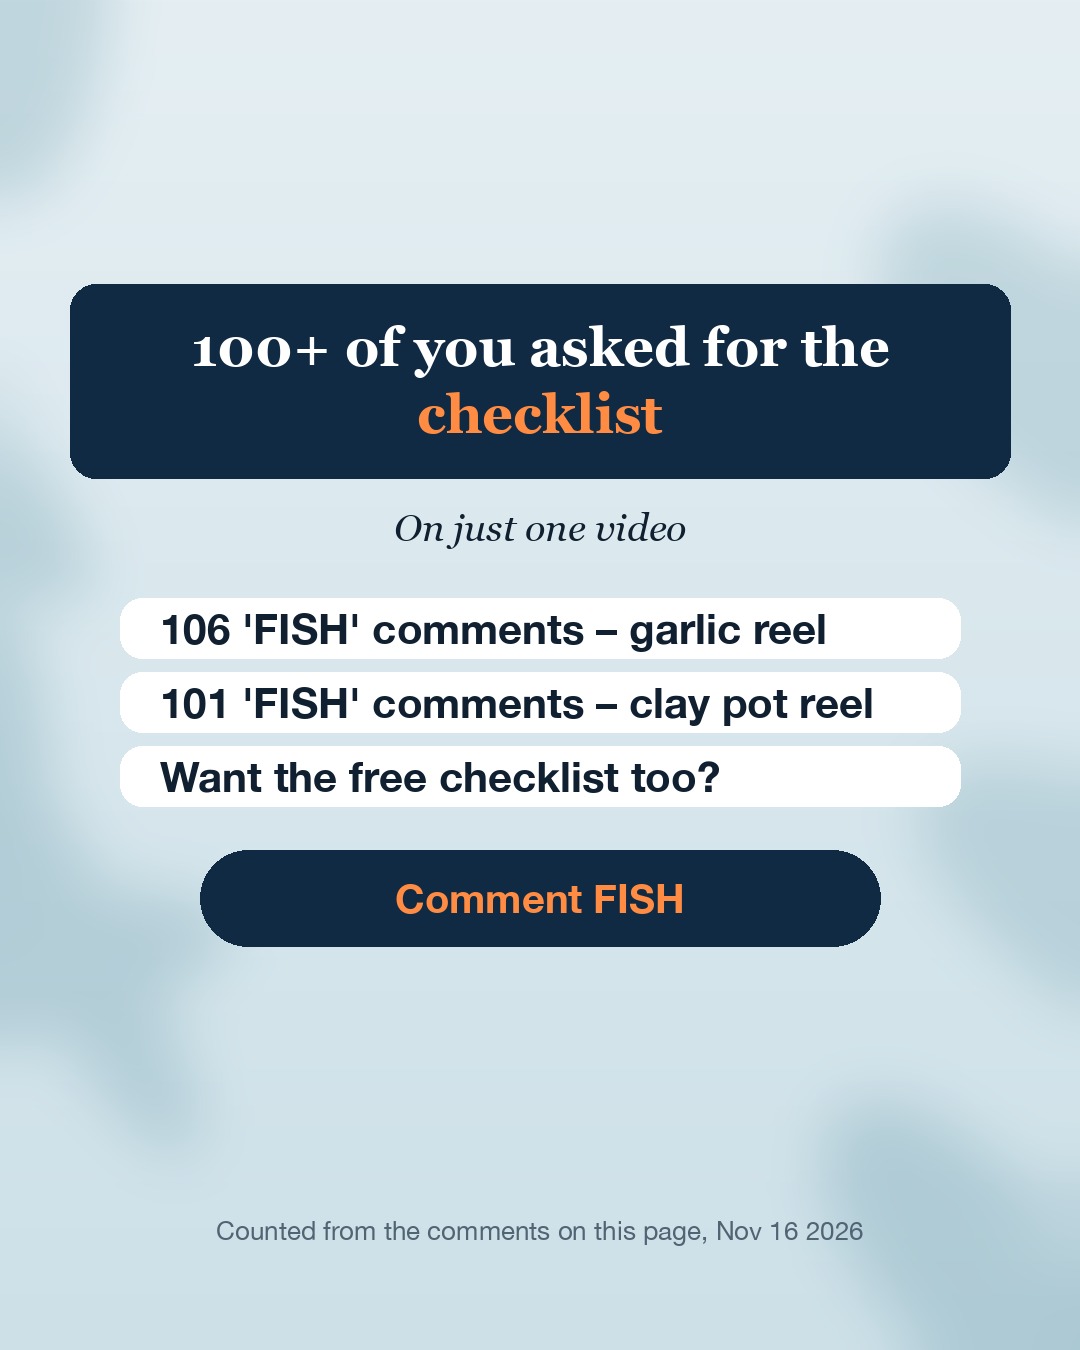 100+ of you asked for the
checklist
On just one video
106 'FISH' comments – garlic reel
101 'FISH' comments – clay pot reel
Want the free checklist too?
Comment FISH
Counted from the comments on this page, Nov 16 2026